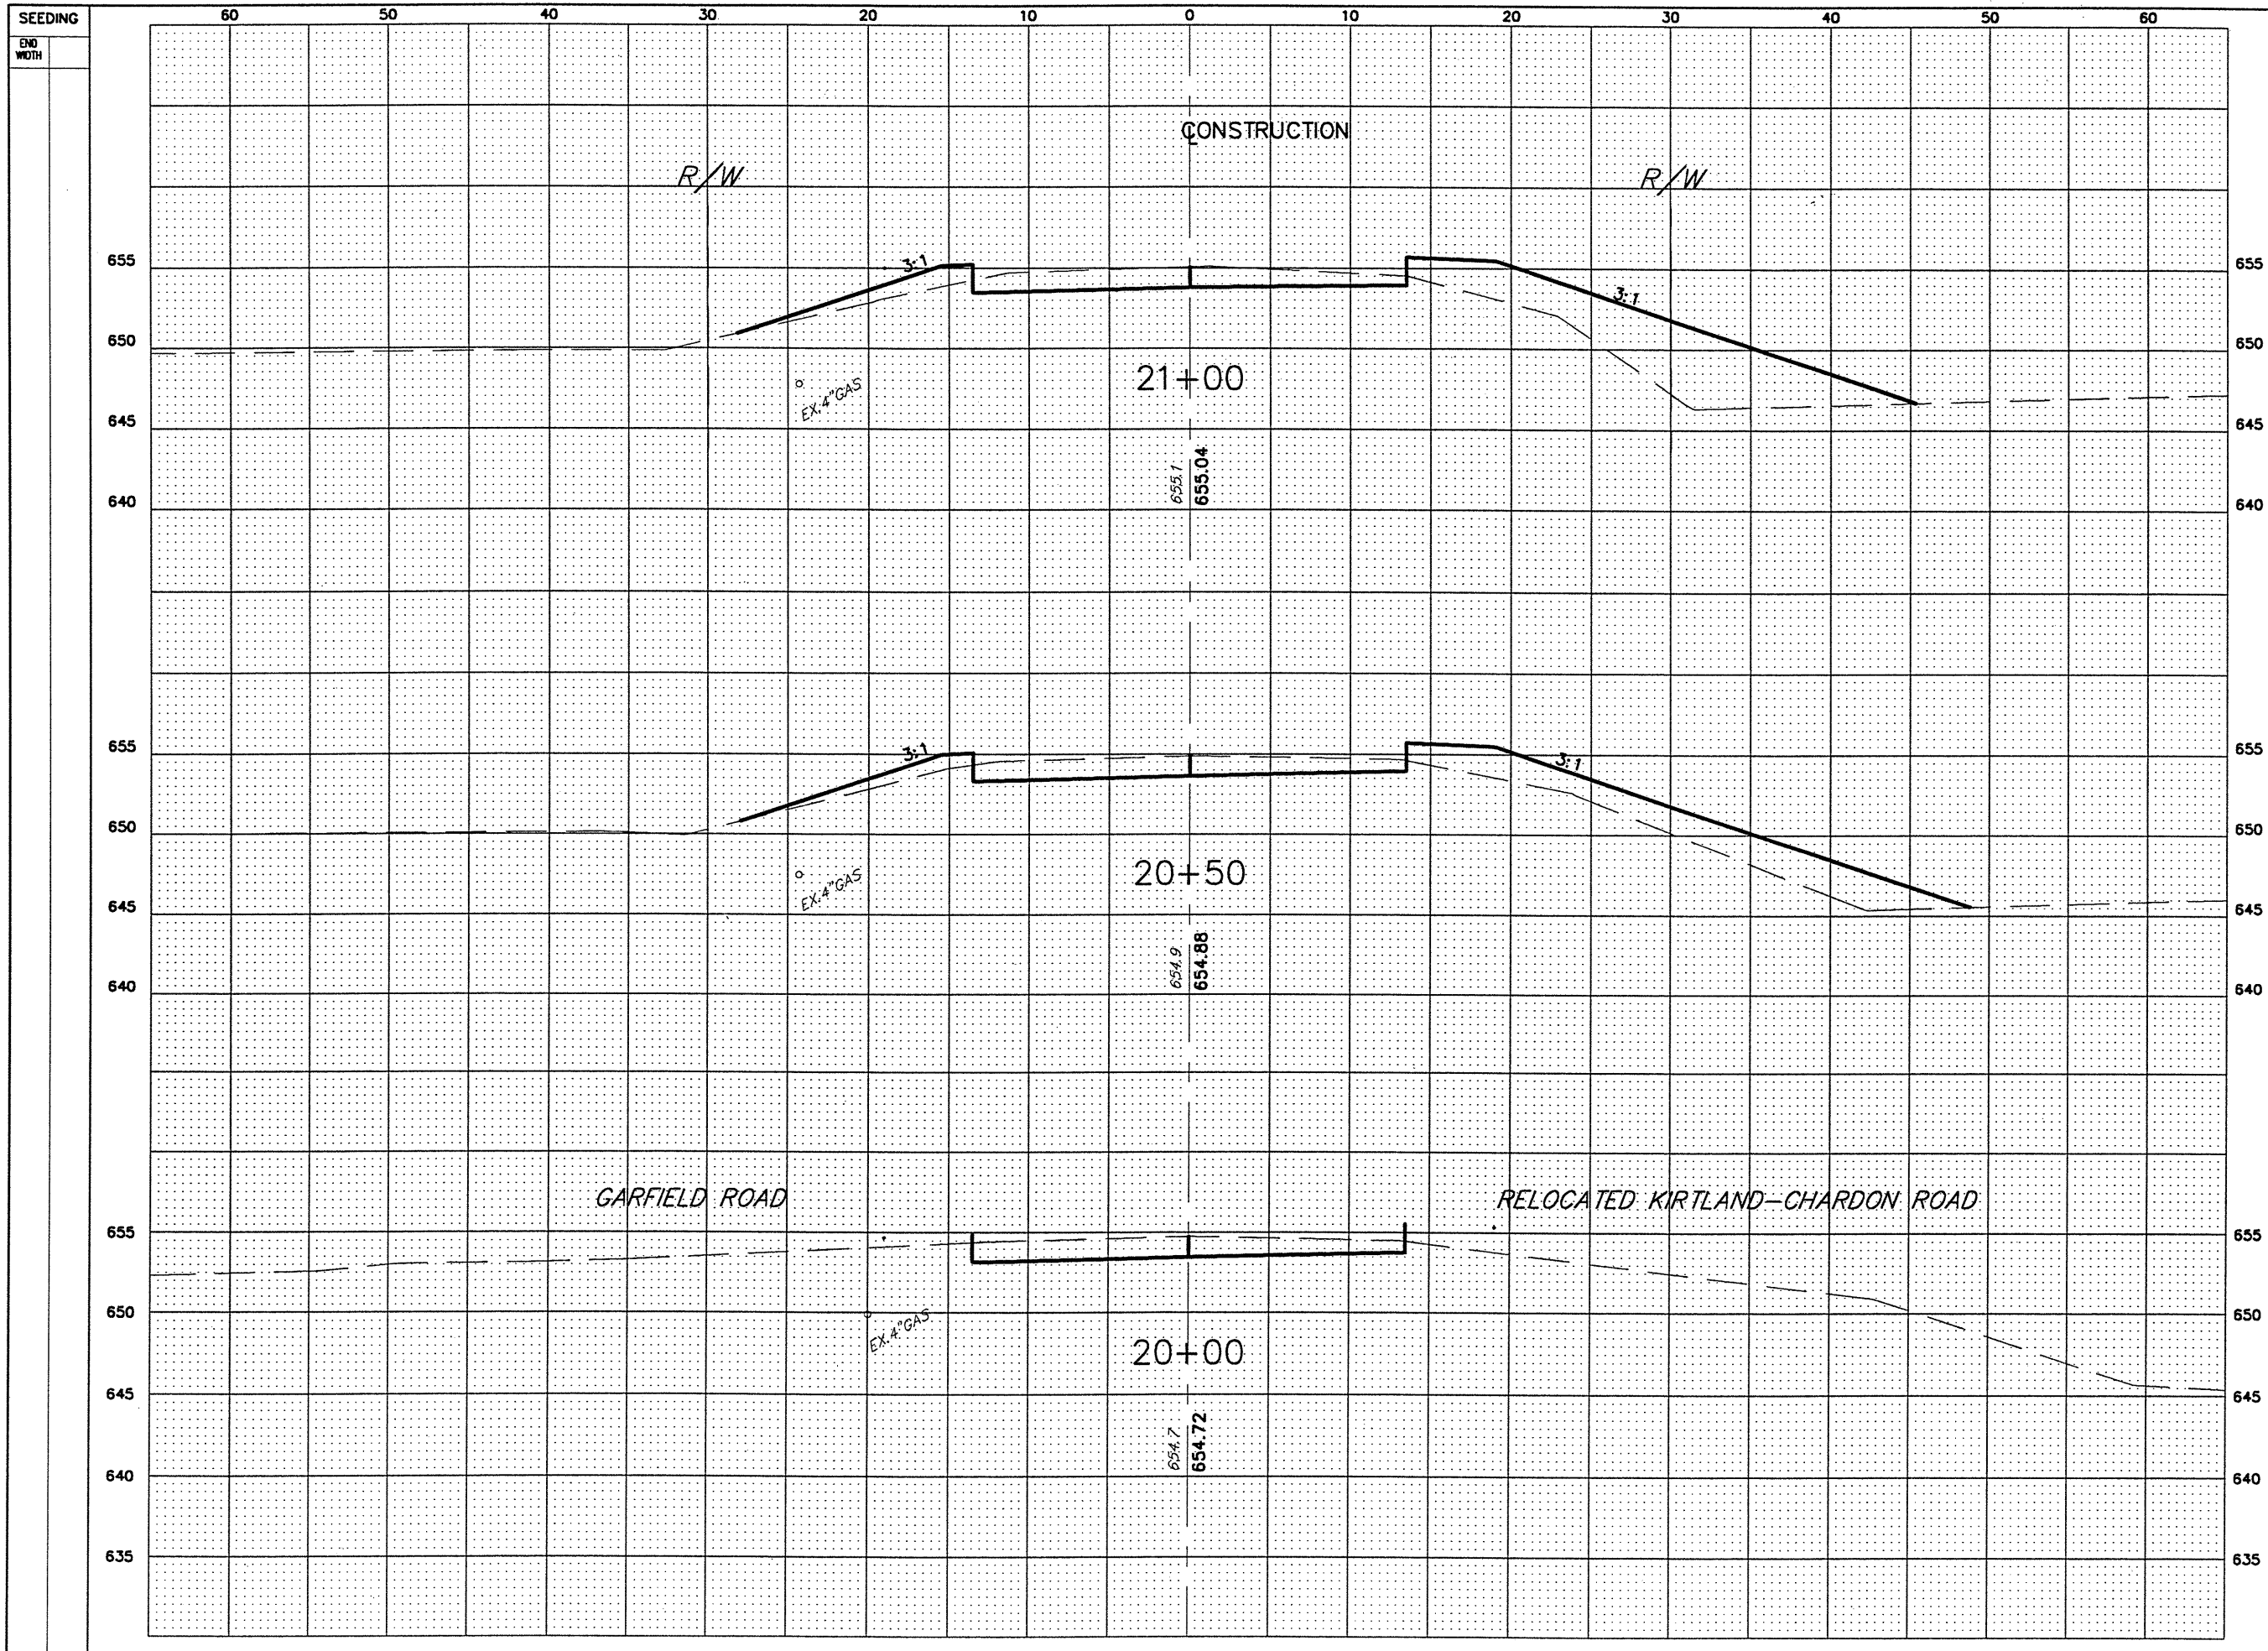 SEEDING
END
WIDTH
60 50 40 30 20 10 0 10 20 30 40 50 60
℄ CONSTRUCTION
R/W R/W
655 3:1 655
3:1
650 650
21+00
EX. 4"GAS
645 645
655.1 655.04
640 640
655 3:1 655
3:1
650 650
20+50
EX. 4"GAS
645 645
654.9 654.88
640 640
GARFIELD ROAD RELOCATED KIRTLAND-CHARDON ROAD
655 655
650 650
EX. 4"GAS
20+00
645 645
654.7 654.72
640 640
635 635